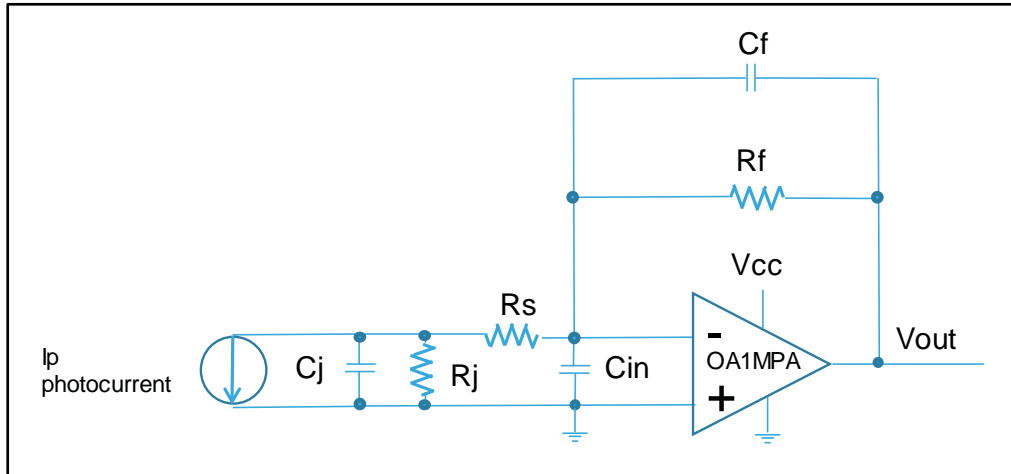 Cf
Rf
Vcc
Rs
-
Ip
photocurrent
Cj
Rj
Cin
OA1MPA
Vout
+